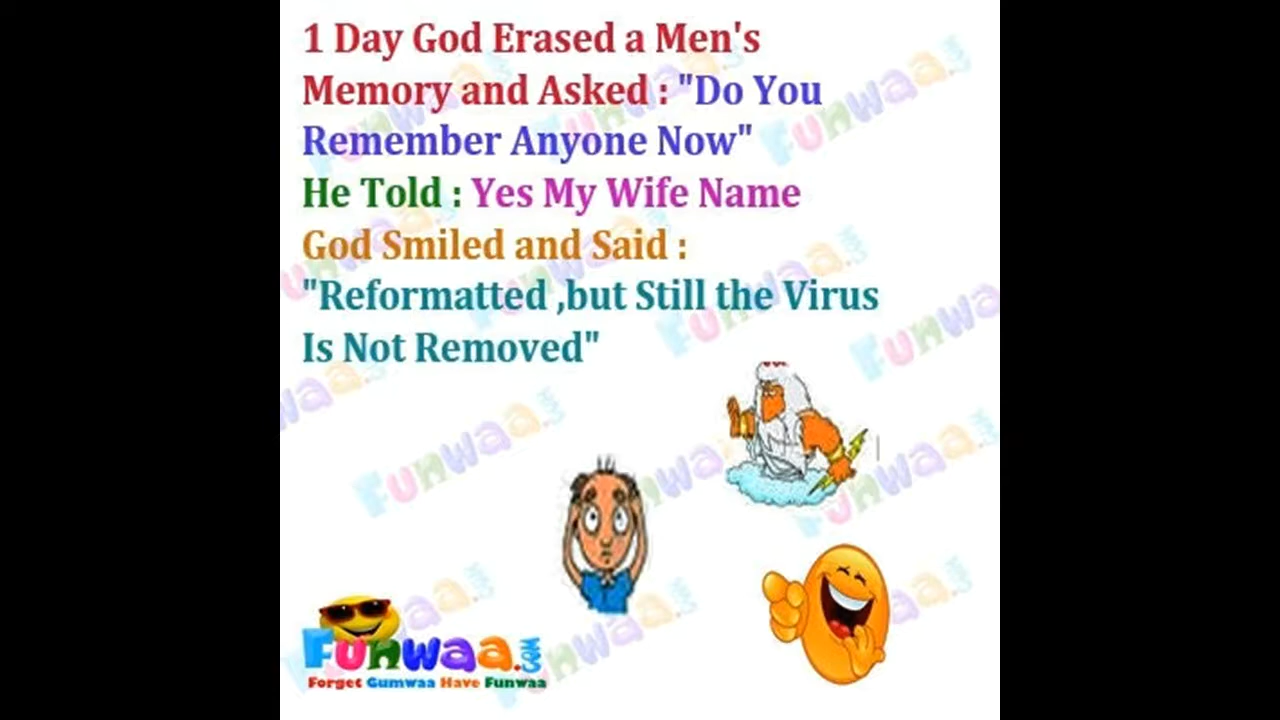 1 Day God Erased a Men's
Memory and Asked : "Do You
Remember Anyone Now"
He Told : Yes My Wife Name
God Smiled and Said :
"Reformatted ,but Still the Virus
Is Not Removed"
Funwaa.com
Forget Gumwaa Have Funwaa